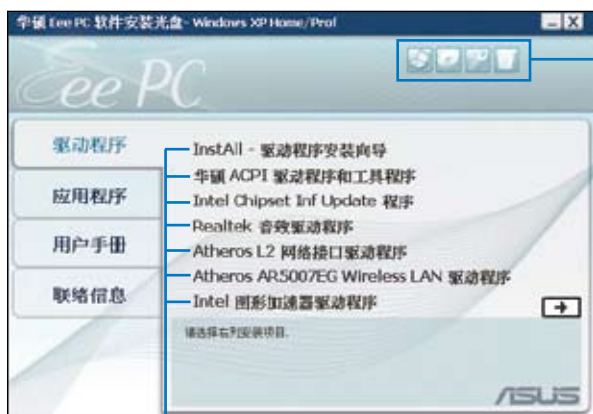 华硕 Eee PC 软件安装光盘- Windows XP Home/Prof
Eee PC
驱动程序
应用程序
用户手册
联络信息
InstAll - 驱动程序安装向导
华硕 ACPI 驱动程序和工具程序
Intel Chipset Inf Update 程序
Realtek 音效驱动程序
Atheros L2 网络接口驱动程序
Atheros AR5007EG Wireless LAN 驱动程序
Intel 图形加速器驱动程序
请选择右列安装项目.
ASUS